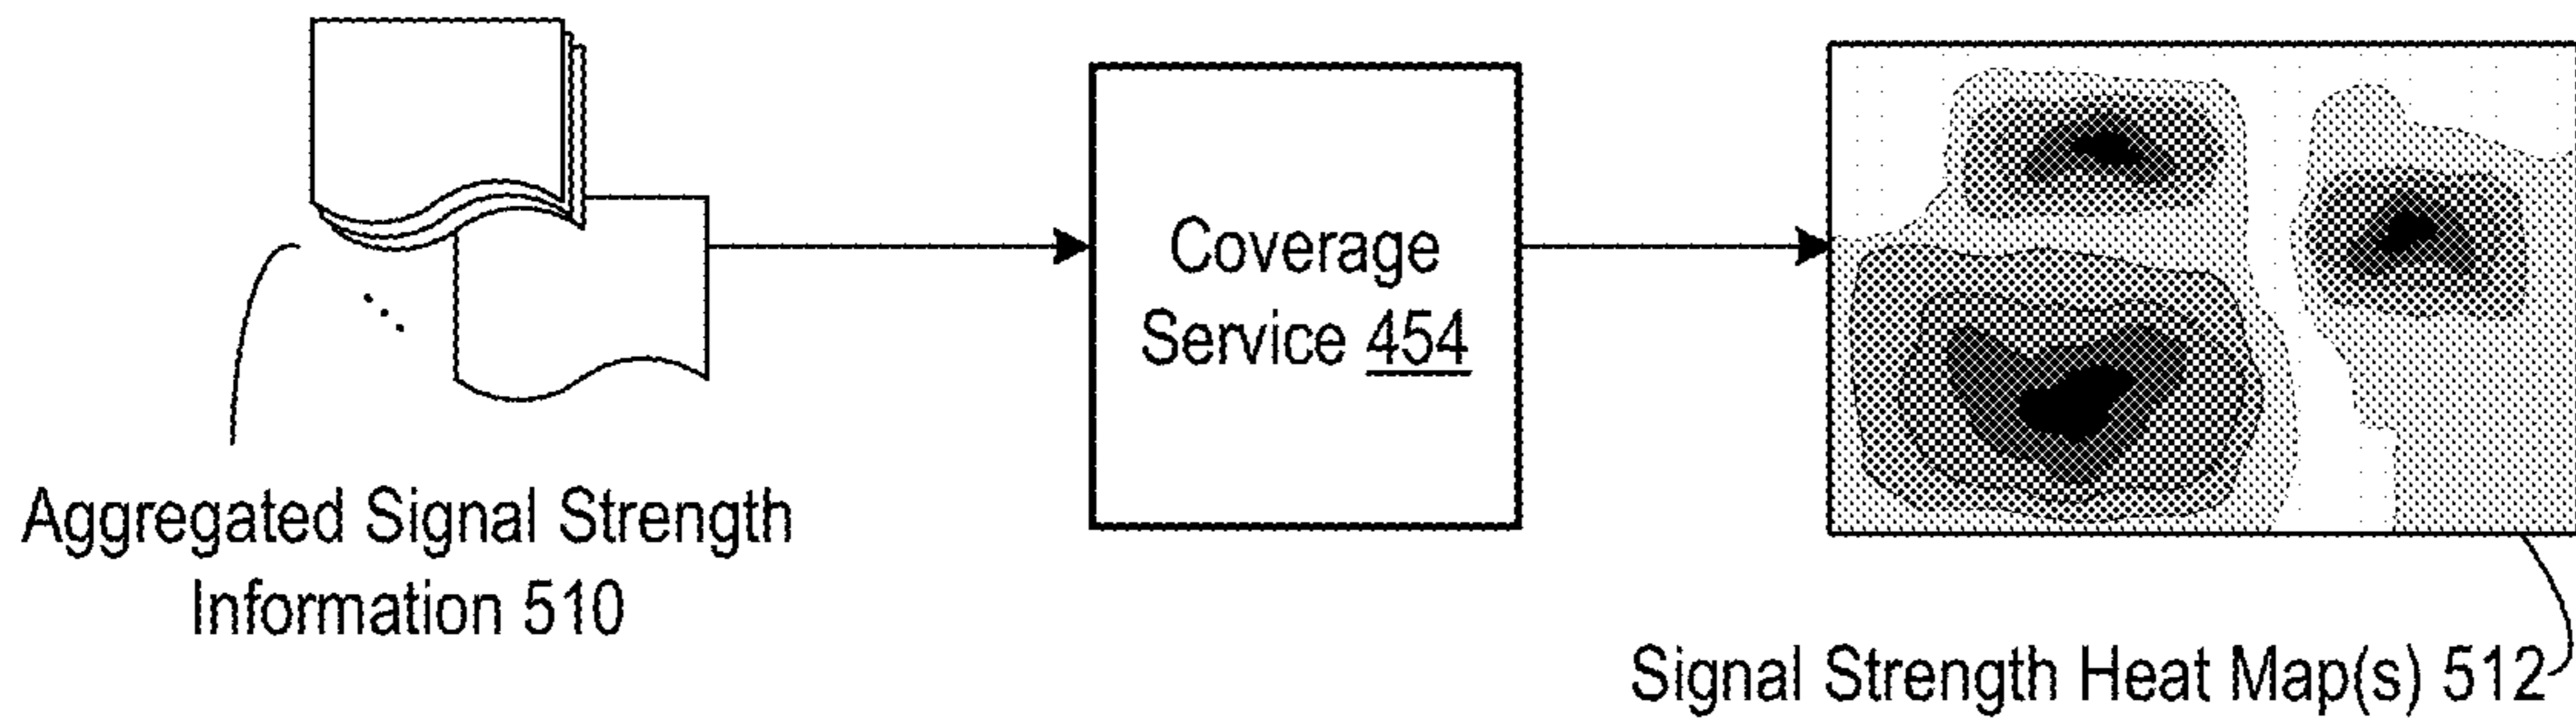 Coverage
Service 454
Aggregated Signal Strength
Information 510
Signal Strength Heat Map(s) 512